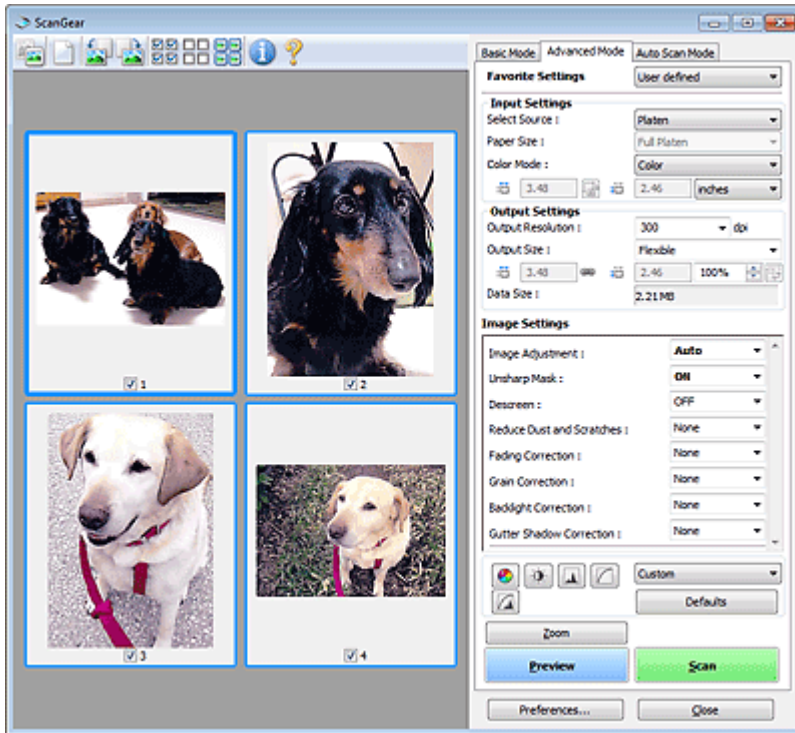 ScanGear
Basic Mode Advanced Mode Auto Scan Mode
Favorite Settings User defined
Input Settings
Select Source : Platen
Paper Size : Full Platen
Color Mode : Color
3.48 2.46 inches
Output Settings
Output Resolution : 300 dpi
Output Size : Flexible
3.48 2.46 100%
Data Size : 2.21 MB
Image Settings
Image Adjustment : Auto
Unsharp Mask : ON
Descreen : OFF
Reduce Dust and Scratches : None
Fading Correction : None
Grain Correction : None
Backlight Correction : None
Gutter Shadow Correction : None
Custom
Defaults
Zoom
Preview Scan
Preferences... Close
1
2
3
4